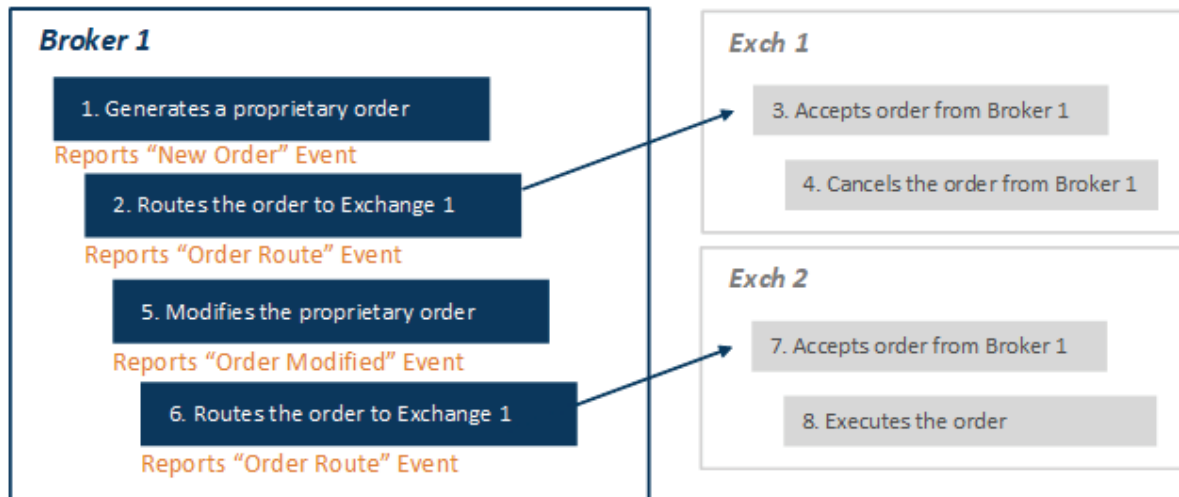 Broker 1
1. Generates a proprietary order
Reports “New Order” Event
2. Routes the order to Exchange 1
Reports “Order Route” Event
5. Modifies the proprietary order
Reports “Order Modified” Event
6. Routes the order to Exchange 1
Reports “Order Route” Event
Exch 1
3. Accepts order from Broker 1
4. Cancels the order from Broker 1
Exch 2
7. Accepts order from Broker 1
8. Executes the order